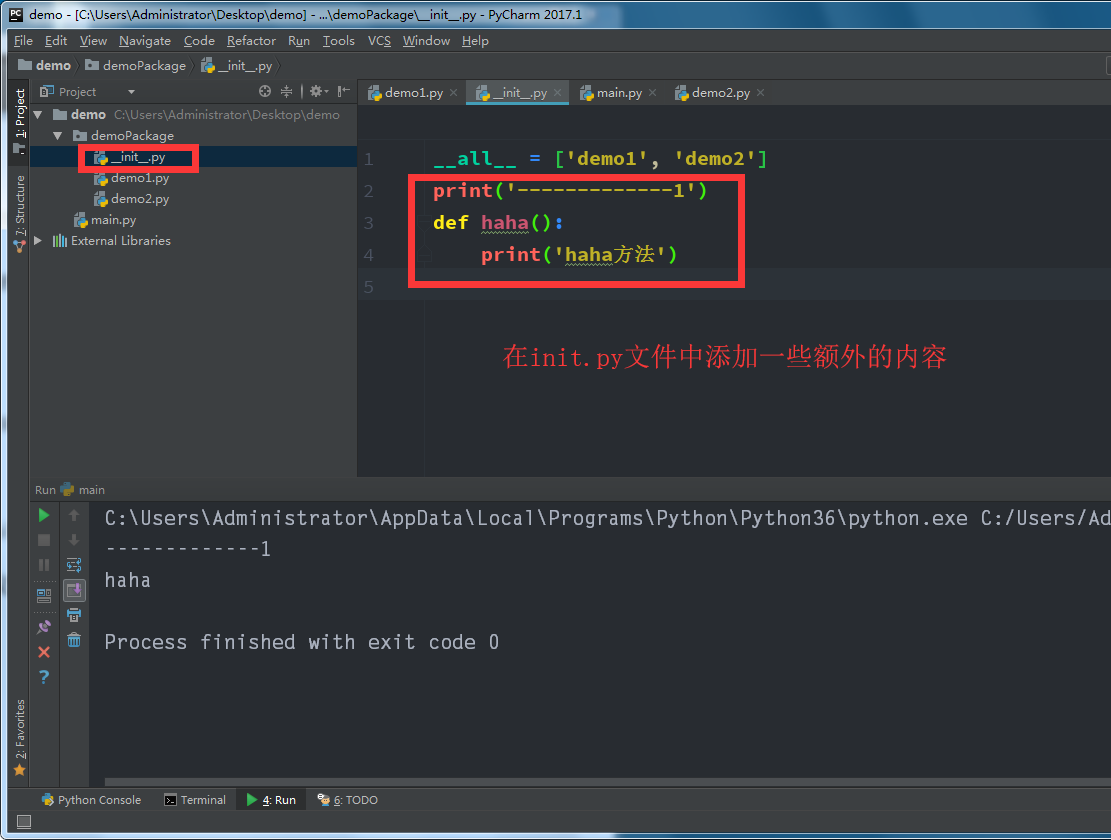 demo - [C:\Users\Administrator\Desktop\demo] - ...\demoPackage\__init__.py - PyCharm 2017.1
File Edit View Navigate Code Refactor Run Tools VCS Window Help
demo demoPackage __init__.py
1: Project
7: Structure
2: Favorites
Project
demo C:\Users\Administrator\Desktop\demo
demoPackage
__init__.py
demo1.py
demo2.py
main.py
External Libraries
demo1.py __init__.py main.py demo2.py
1 __all__ = ['demo1', 'demo2']
2 print('-------------1')
3 def haha():
4 print('haha方法')
5
在init.py文件中添加一些额外的内容
Run main
C:\Users\Administrator\AppData\Local\Programs\Python\Python36\python.exe C:/Users/Ad
-------------1
haha
Process finished with exit code 0
Python Console Terminal 4: Run 6: TODO